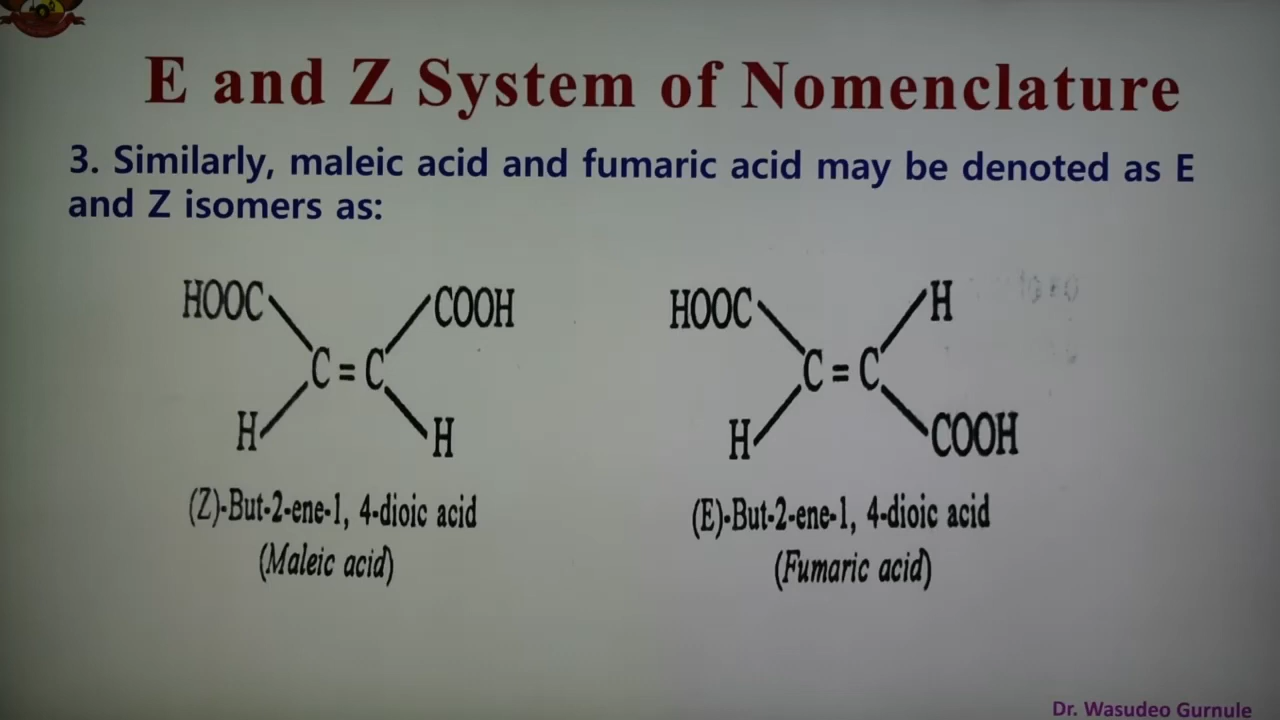 E and Z System of Nomenclature
3. Similarly, maleic acid and fumaric acid may be denoted as E
and Z isomers as:
HOOC COOH
C = C
H H
(Z)-But-2-ene-1, 4-dioic acid
(Maleic acid)
HOOC H
C = C
H COOH
(E)-But-2-ene-1, 4-dioic acid
(Fumaric acid)
Dr. Wasudeo Gurnule